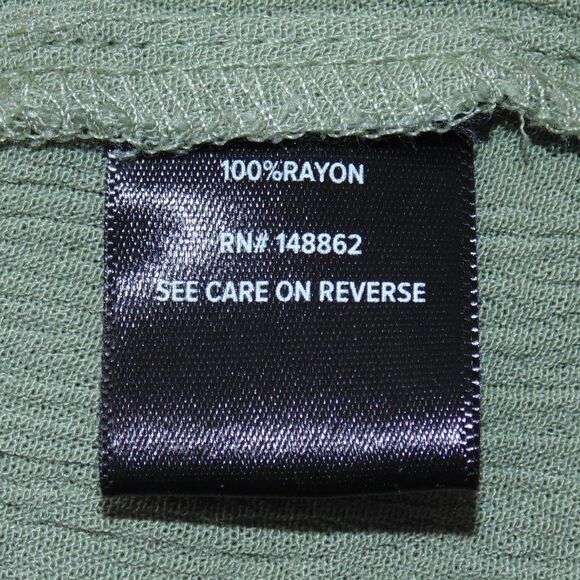 100%RAYON
RN# 148862
SEE CARE ON REVERSE